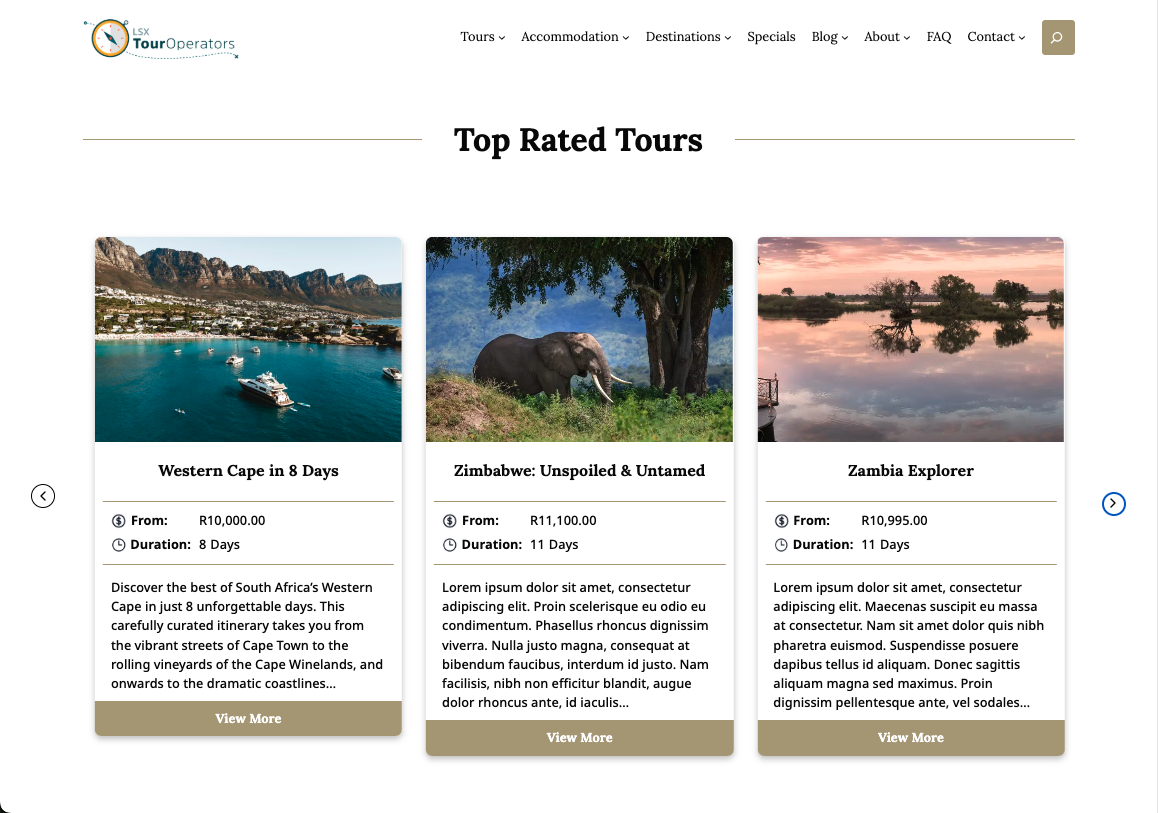 LSX
TourOperators
Tours
Accommodation
Destinations
Specials
Blog
About
FAQ
Contact
Top Rated Tours
Western Cape in 8 Days
From: R10,000.00
Duration: 8 Days
Discover the best of South Africa’s Western
Cape in just 8 unforgettable days. This
carefully curated itinerary takes you from
the vibrant streets of Cape Town to the
rolling vineyards of the Cape Winelands, and
onwards to the dramatic coastlines…
View More
Zimbabwe: Unspoiled & Untamed
From: R11,100.00
Duration: 11 Days
Lorem ipsum dolor sit amet, consectetur
adipiscing elit. Proin scelerisque eu odio eu
condimentum. Phasellus rhoncus dignissim
viverra. Nulla justo magna, consequat at
bibendum faucibus, interdum id justo. Nam
facilisis, nibh non efficitur blandit, augue
dolor rhoncus ante, id iaculis…
View More
Zambia Explorer
From: R10,995.00
Duration: 11 Days
Lorem ipsum dolor sit amet, consectetur
adipiscing elit. Maecenas suscipit eu massa
at consectetur. Nam sit amet dolor quis nibh
pharetra euismod. Suspendisse posuere
dapibus tellus id aliquam. Donec sagittis
aliquam magna sed maximus. Proin
dignissim pellentesque ante, vel sodales…
View More